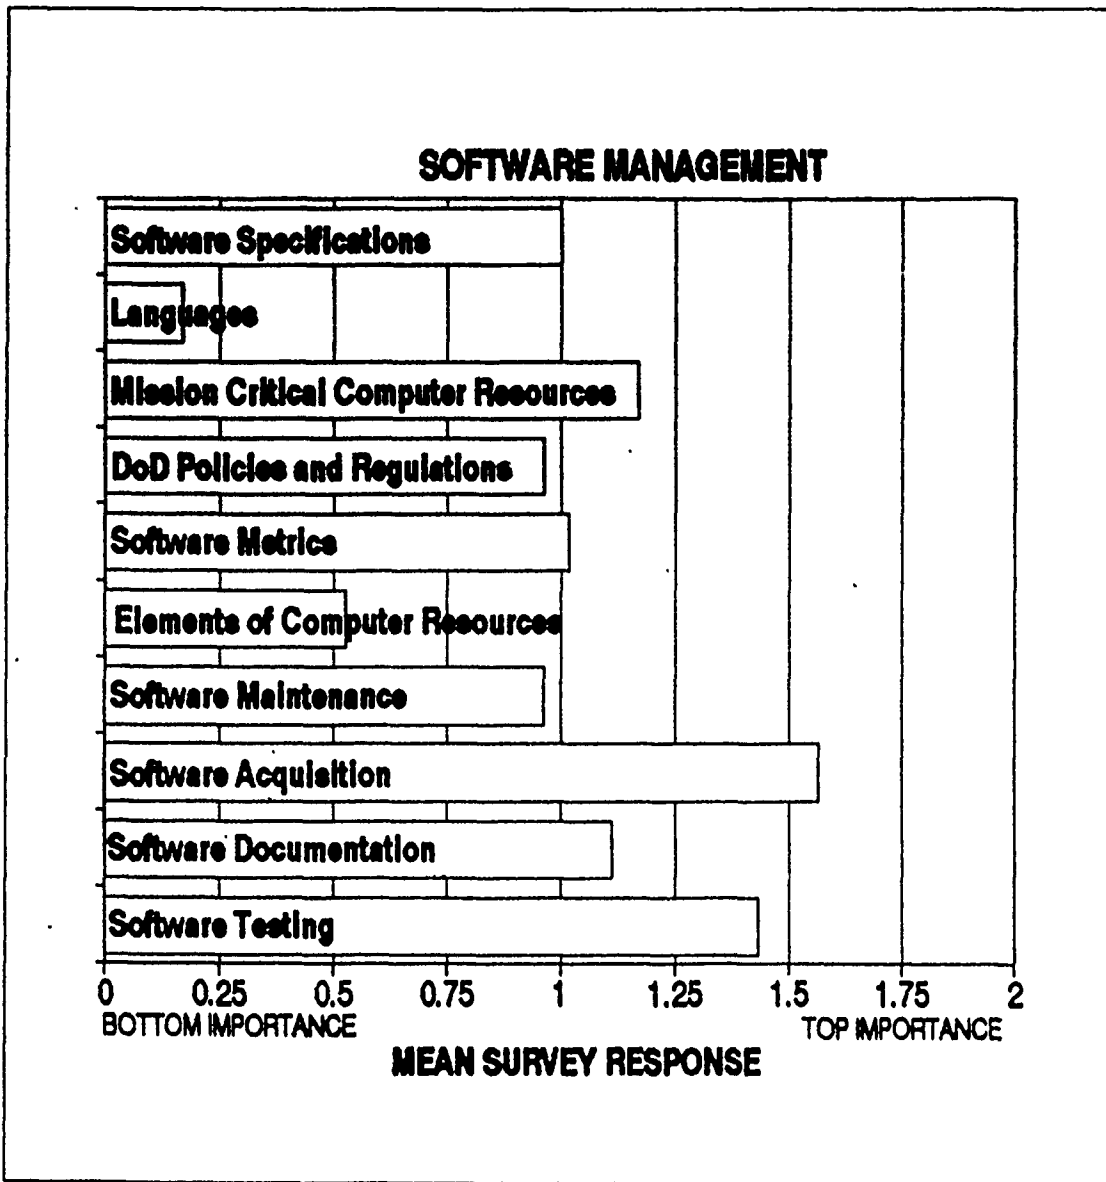 SOFTWARE MANAGEMENT
Software Specifications
Languages
Mission Critical Computer Resources
DoD Policies and Regulations
Software Metrics
Elements of Computer Resources
Software Maintenance
Software Acquisition
Software Documentation
Software Testing
0 0.25 0.5 0.75 1 1.25 1.5 1.75 2
BOTTOM IMPORTANCE TOP IMPORTANCE
MEAN SURVEY RESPONSE